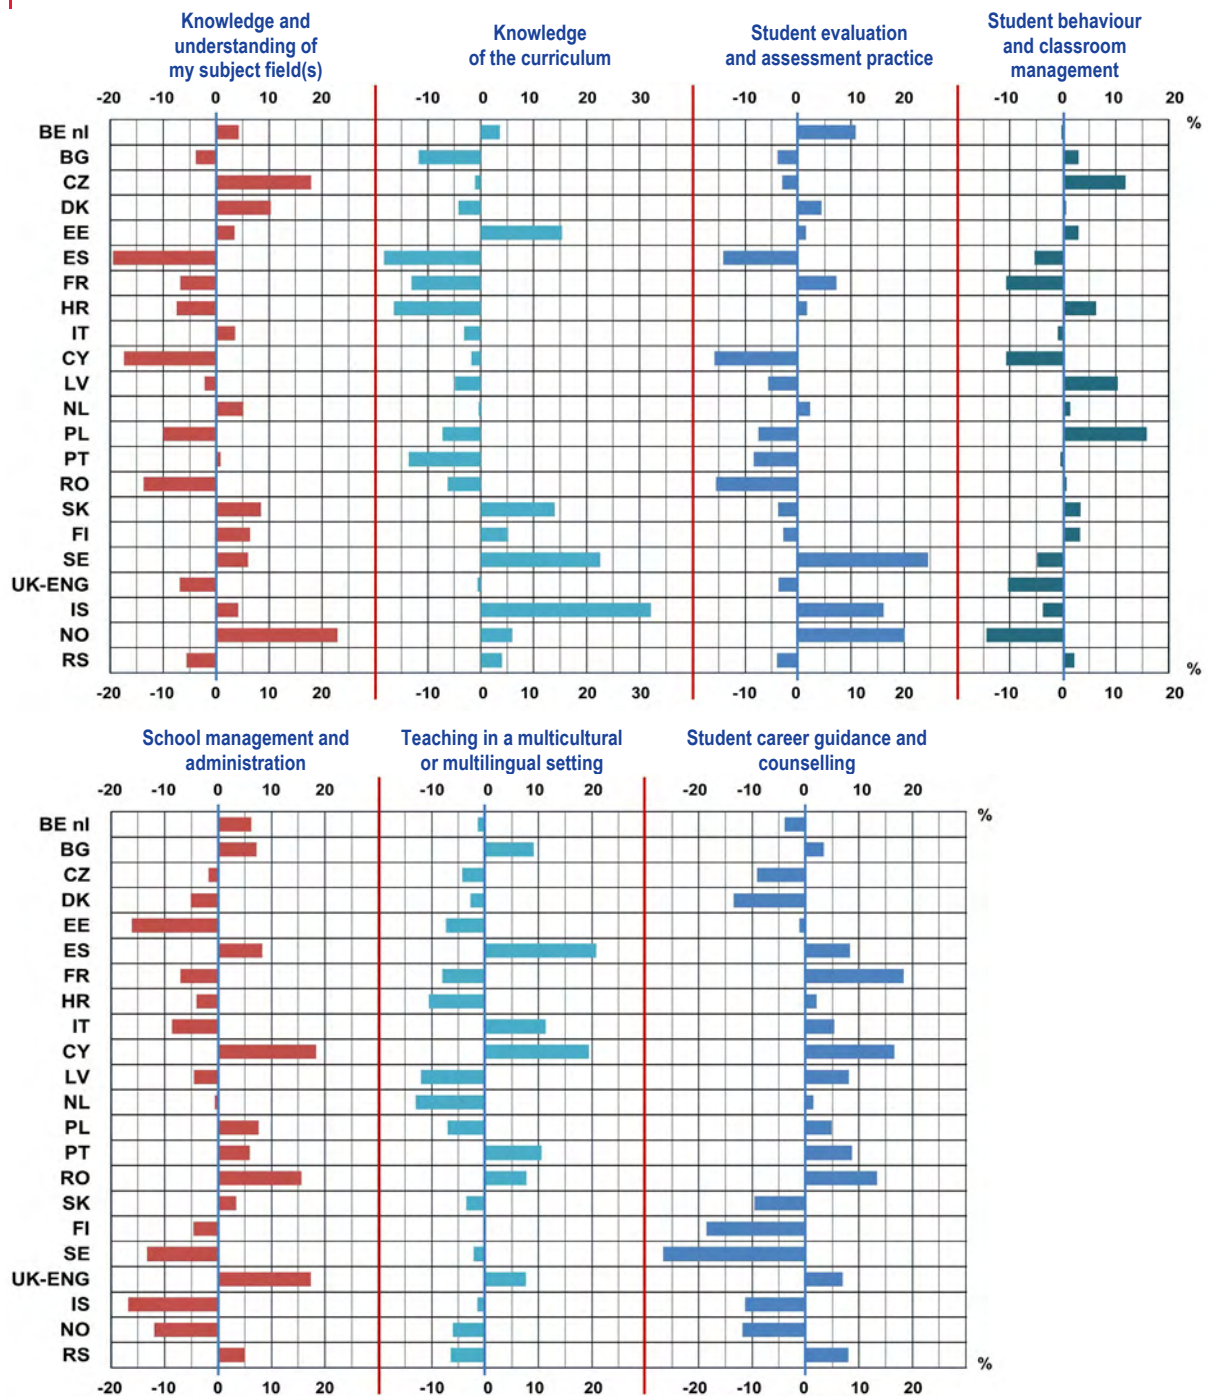 Knowledge and
understanding of
my subject field(s)
Knowledge
of the curriculum
Student evaluation
and assessment practice
Student behaviour
and classroom
management
-20 -10 0 10 20 -10 0 10 20 30 -10 0 10 20 -10 0 10 20
%
BE nl
BG
CZ
DK
EE
ES
FR
HR
IT
CY
LV
NL
PL
PT
RO
SK
FI
SE
UK-ENG
IS
NO
RS
%
-20 -10 0 10 20 -10 0 10 20 30 -10 0 10 20 -10 0 10 20
School management and
administration
Teaching in a multicultural
or multilingual setting
Student career guidance and
counselling
-20 -10 0 10 20 -10 0 10 20 -20 -10 0 10 20
%
BE nl
BG
CZ
DK
EE
ES
FR
HR
IT
CY
LV
NL
PL
PT
RO
SK
FI
SE
UK-ENG
IS
NO
RS
%
-20 -10 0 10 20 -10 0 10 20 -20 -10 0 10 20